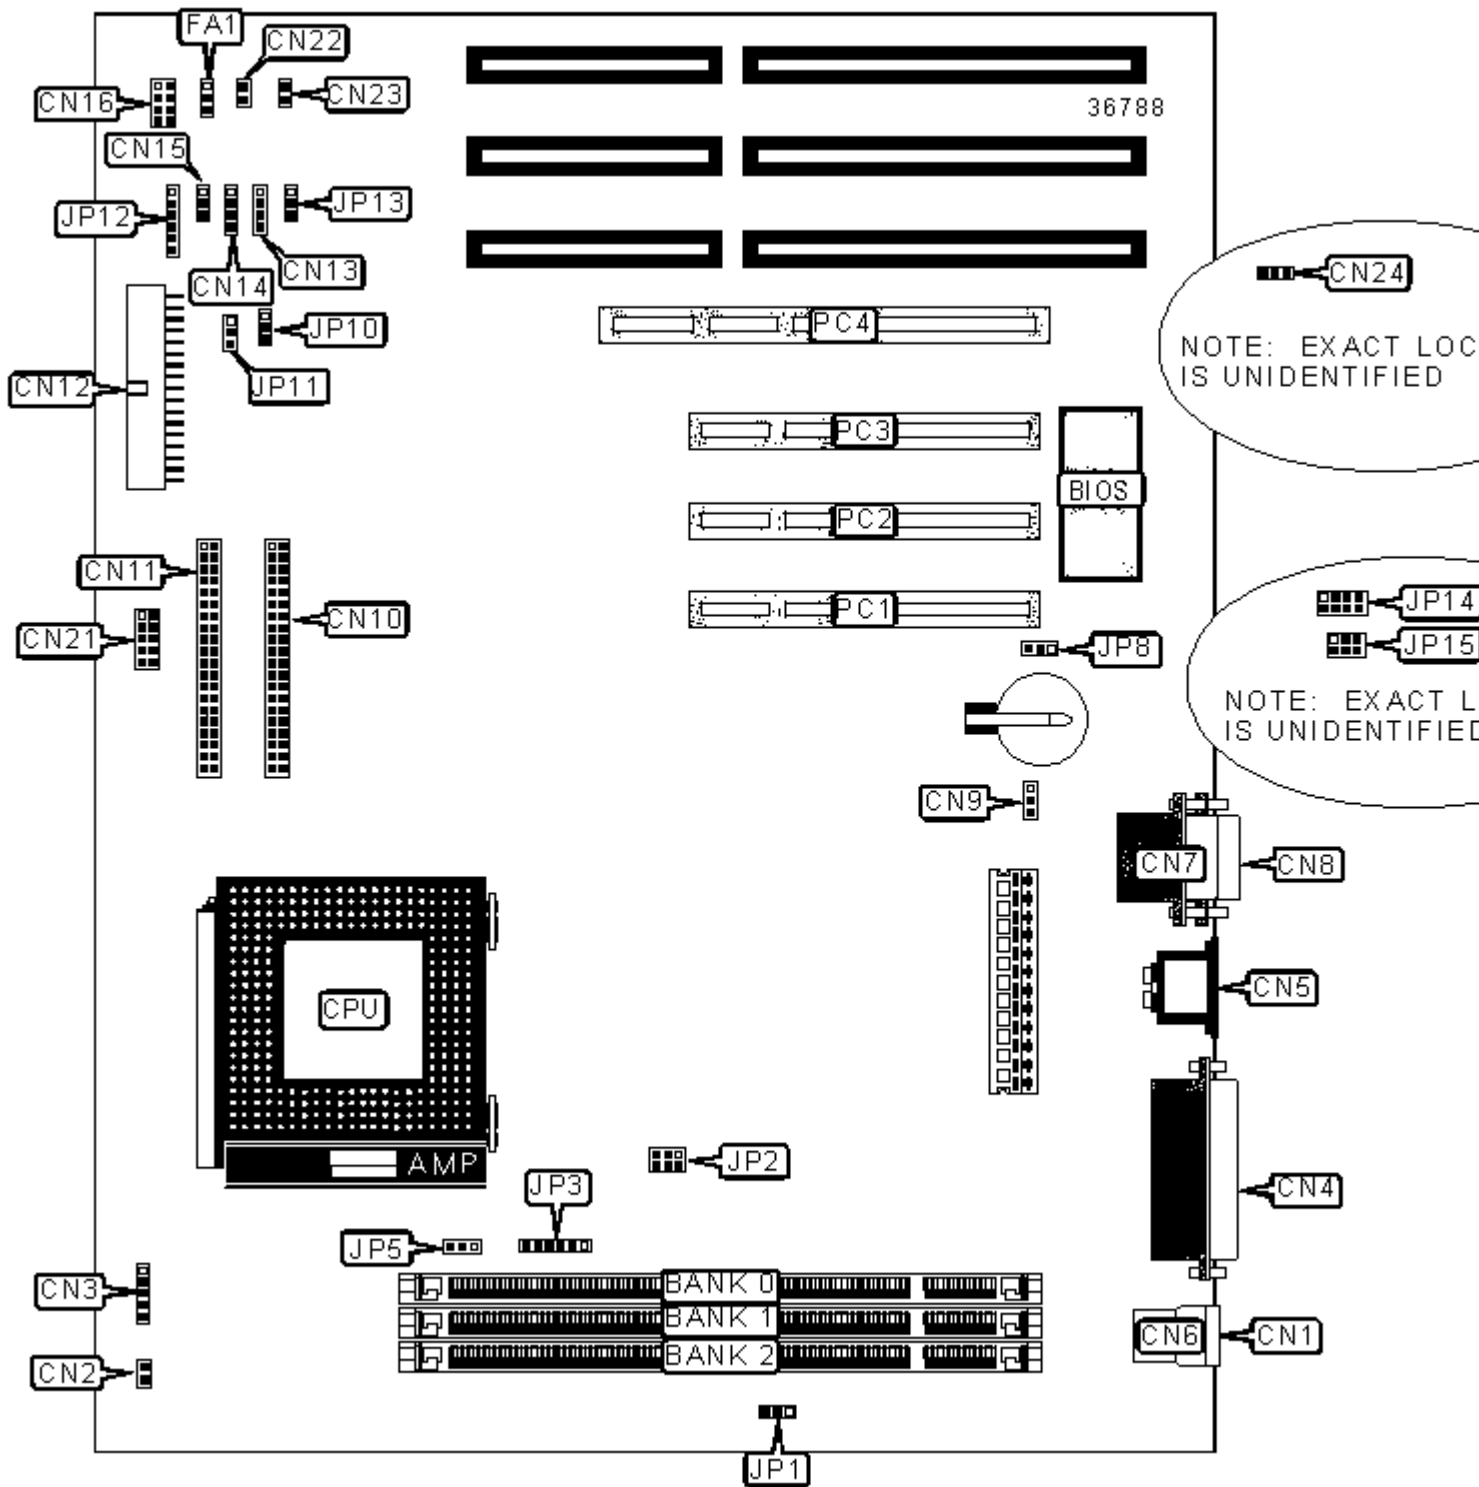 FA1
CN22
CN16
CN23
36788
CN15
JP12
JP13
CN14
CN13
CN24
JP10
PC4
NOTE: EXACT LOC
IS UNIDENTIFIED
CN12
JP11
PC3
BIOS
PC2
CN11
CN10
PC1
JP14
CN21
JP8
JP15
NOTE: EXACT L
IS UNIDENTIFIED
CN9
CN7
CN8
CPU
CN5
AMP
JP2
JP3
CN4
JP5
CN3
BANK 0
BANK 1
CN6
CN1
BANK 2
CN2
JP1